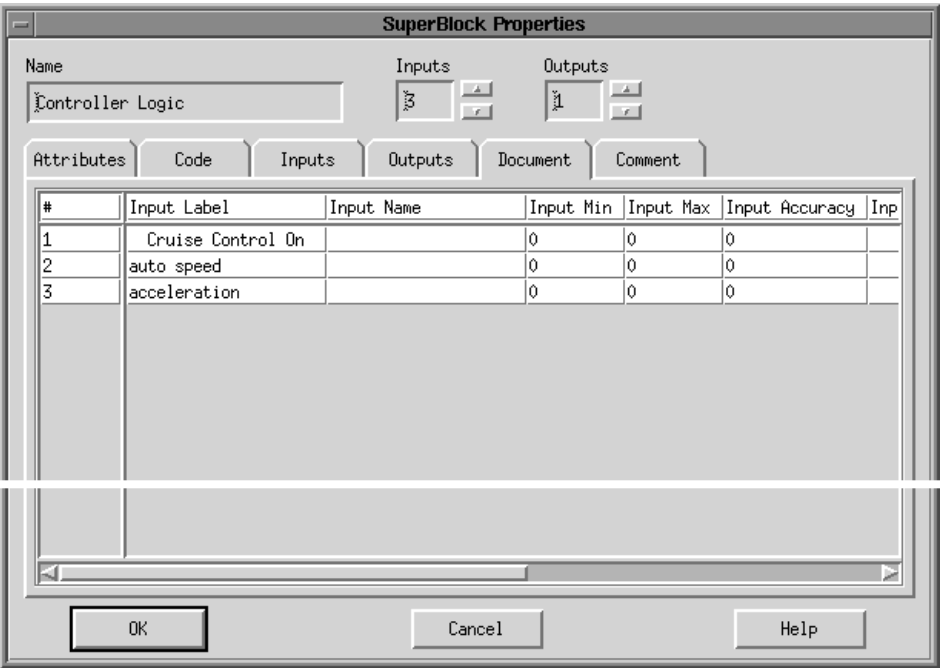 SuperBlock Properties
Name Inputs Outputs
Controller Logic 3 1
Attributes Code Inputs Outputs Document Comment
# Input Label Input Name Input Min Input Max Input Accuracy Inp
1 Cruise Control On 0 0 0
2 auto speed 0 0 0
3 acceleration 0 0 0
OK Cancel Help